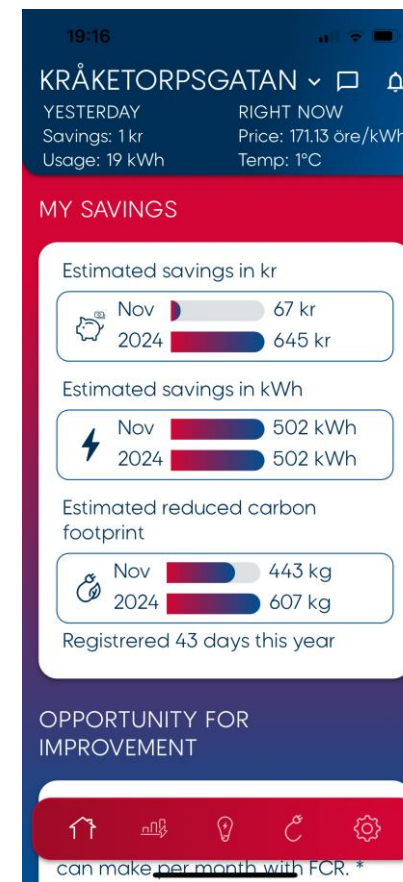 19:16
KRÅKETORPSGATAN
YESTERDAY
Savings: 1 kr
Usage: 19 kWh
RIGHT NOW
Price: 171.13 öre/kWh
Temp: 1°C
MY SAVINGS
Estimated savings in kr
Nov 67 kr
2024 645 kr
Estimated savings in kWh
Nov 502 kWh
2024 502 kWh
Estimated reduced carbon
footprint
Nov 443 kg
2024 607 kg
Registrered 43 days this year
OPPORTUNITY FOR
IMPROVEMENT
can make per month with FCR. *